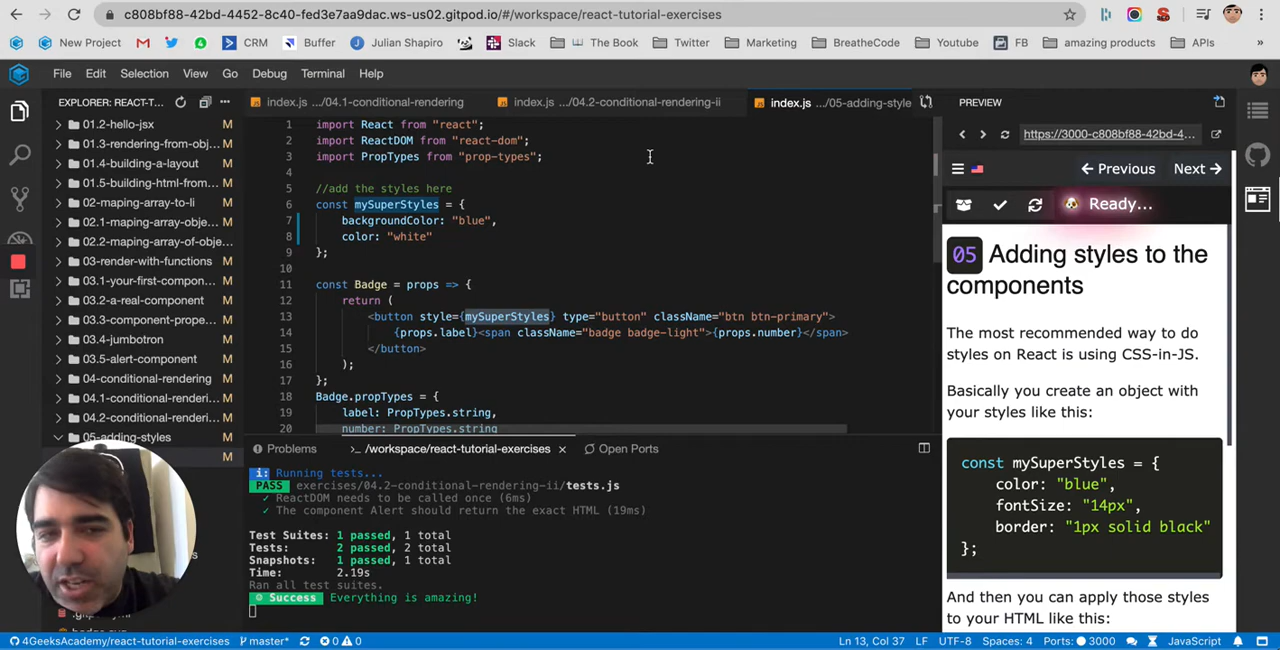 c808bf88-42bd-4452-8c40-fed3e7aa9dac.ws-us02.gitpod.io/#/workspace/react-tutorial-exercises
New Project
CRM
Buffer
Julian Shapiro
Slack
The Book
Twitter
Marketing
BreatheCode
Youtube
FB
amazing products
APIs
»
File Edit Selection View Go Debug Terminal Help
EXPLORER: REACT-T...
01.2-hello-jsx M
01.3-rendering-from-obj... M
01.4-building-a-layout M
01.5-building-html-from... M
02-maping-array-to-li M
02.1-maping-array-obje... M
02.2-maping-array-of-obje... M
03-render-with-functions M
03.1-your-first-compon... M
03.2-a-real-component M
03.3-component-prope... M
03.4-jumbotron M
03.5-alert-component M
04-conditional-rendering M
04.1-conditional-renderi... M
04.2-conditional-renderi... M
05-adding-styles M
M
index.js .../04.1-conditional-rendering
index.js .../04.2-conditional-rendering-ii
index.js .../05-adding-style
1 import React from "react";
2 import ReactDOM from "react-dom";
3 import PropTypes from "prop-types";
4
5 //add the styles here
6 const mySuperStyles = {
7 backgroundColor: "blue",
8 color: "white"
9 };
10
11 const Badge = props => {
12 return (
13 <button style={mySuperStyles} type="button" className="btn btn-primary">
14 {props.label}<span className="badge badge-light">{props.number}</span>
15 </button>
16 );
17 };
18 Badge.propTypes = {
19 label: PropTypes.string,
20 number: PropTypes.string
Problems
>_ /workspace/react-tutorial-exercises
Open Ports
i: Running tests...
PASS exercises/04.2-conditional-rendering-ii/tests.js
✓ ReactDOM needs to be called once (6ms)
✓ The component Alert should return the exact HTML (19ms)
Test Suites: 1 passed, 1 total
Tests: 2 passed, 2 total
Snapshots: 1 passed, 1 total
Time: 2.19s
Ran all test suites.
Success Everything is amazing!
PREVIEW
https://3000-c808bf88-42bd-4...
← Previous
Next →
Ready...
05 Adding styles to the
components
The most recommended way to do
styles on React is using CSS-in-JS.
Basically you create an object with
your styles like this:
const mySuperStyles = {
color: "blue",
fontSize: "14px",
border: "1px solid black"
};
And then you can apply those styles
to your HTML like this:
4GeeksAcademy/react-tutorial-exercises
master*
0 0
Ln 13, Col 37
LF
UTF-8
Spaces: 4
Ports: 3000
JavaScript